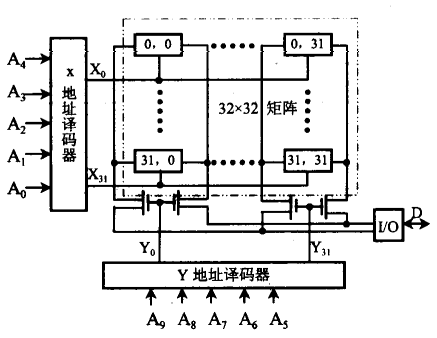 0, 0
0, 31
A₄
x
X₀
A₃
地址译码器
32×32 矩阵
A₂
A₁
31, 0
31, 31
A₀
X₃₁
D
I/O
Y₀
Y₃₁
Y 地址译码器
A₉ A₈ A₇ A₆ A₅